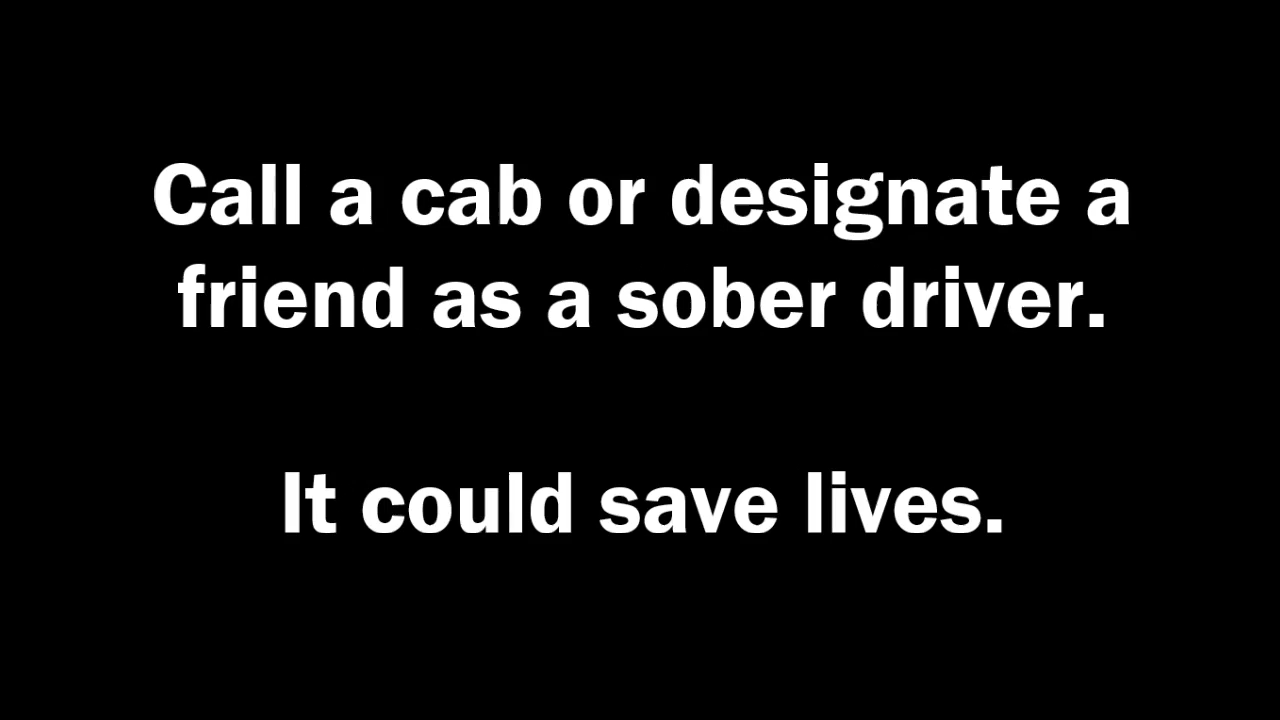 Call a cab or designate a
friend as a sober driver.
It could save lives.